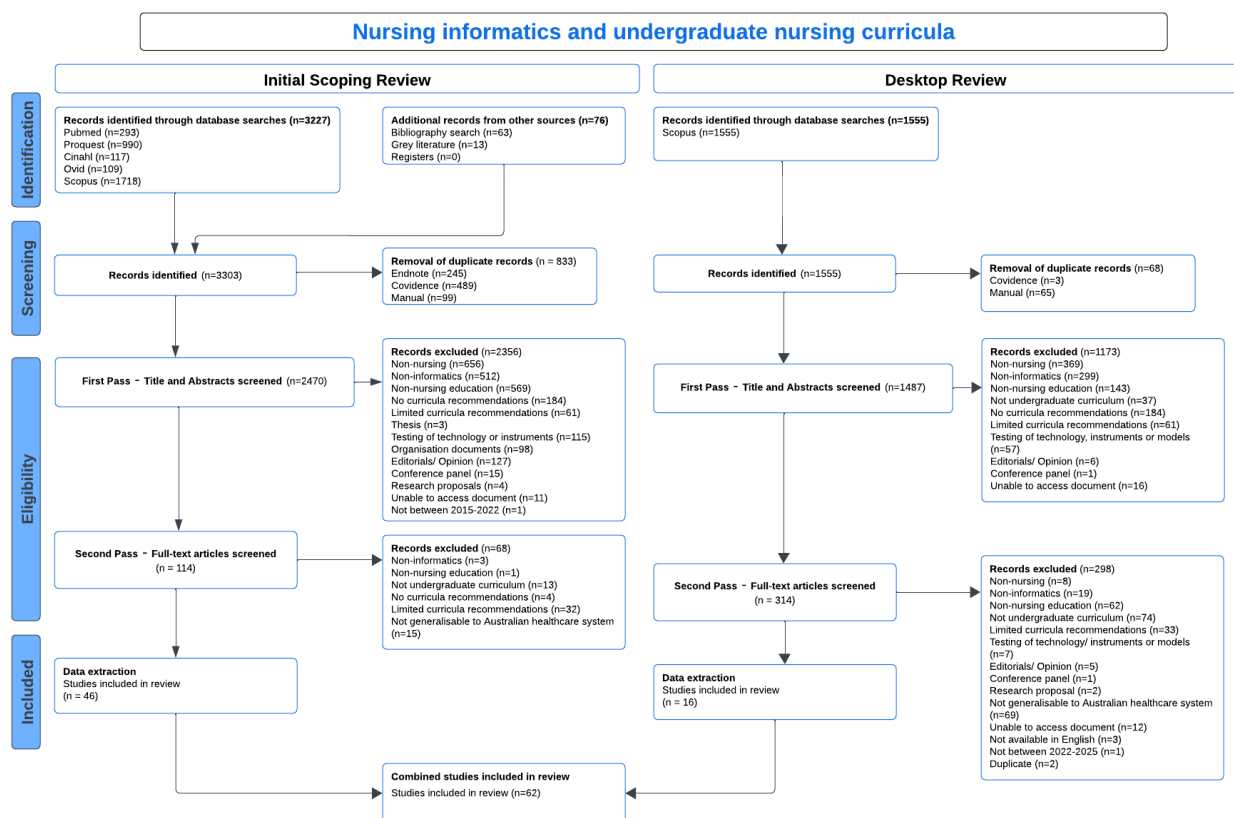 Nursing informatics and undergraduate nursing curricula
Initial Scoping Review
Desktop Review
Identification
Records identified through database searches (n=3227)
Pubmed (n=293)
Proquest (n=990)
Cinahl (n=117)
Ovid (n=109)
Scopus (n=1718)
Additional records from other sources (n=76)
Bibliography search (n=63)
Grey literature (n=13)
Registers (n=0)
Records identified through database searches (n=1555)
Scopus (n=1555)
Screening
Records identified (n=3303)
Removal of duplicate records (n = 833)
Endnote (n=245)
Covidence (n=489)
Manual (n=99)
Records identified (n=1555)
Removal of duplicate records (n=68)
Covidence (n=3)
Manual (n=65)
Eligibility
First Pass - Title and Abstracts screened (n=2470)
Records excluded (n=2356)
Non-nursing (n=656)
Non-informatics (n=512)
Non-nursing education (n=569)
No curricula recommendations (n=184)
Limited curricula recommendations (n=61)
Thesis (n=3)
Testing of technology or instruments (n=115)
Organisation documents (n=98)
Editorials/ Opinion (n=127)
Conference panel (n=15)
Research proposals (n=4)
Unable to access document (n=11)
Not between 2015-2022 (n=1)
First Pass - Title and Abstracts screened (n=1487)
Records excluded (n=1173)
Non-nursing (n=369)
Non-informatics (n=299)
Non-nursing education (n=143)
Not undergraduate curriculum (n=37)
No curricula recommendations (n=184)
Limited curricula recommendations (n=61)
Testing of technology, instruments or models
(n=57)
Editorials/ Opinion (n=6)
Conference panel (n=1)
Unable to access document (n=16)
Second Pass - Full-text articles screened
(n = 114)
Records excluded (n=68)
Non-informatics (n=3)
Non-nursing education (n=1)
Not undergraduate curriculum (n=13)
No curricula recommendations (n=4)
Limited curricula recommendations (n=32)
Not generalisable to Australian healthcare system
(n=15)
Second Pass - Full-text articles screened
(n = 314)
Records excluded (n=298)
Non-nursing (n=8)
Non-informatics (n=19)
Non-nursing education (n=62)
Not undergraduate curriculum (n=74)
Limited curricula recommendations (n=33)
Testing of technology/ instruments or models
(n=7)
Editorials/ Opinion (n=5)
Conference panel (n=1)
Research proposal (n=2)
Not generalisable to Australian healthcare system
(n=69)
Unable to access document (n=12)
Not available in English (n=3)
Not between 2022-2025 (n=1)
Duplicate (n=2)
Included
Data extraction
Studies included in review
(n = 46)
Data extraction
Studies included in review
(n = 16)
Combined studies included in review
Studies included in review (n=62)